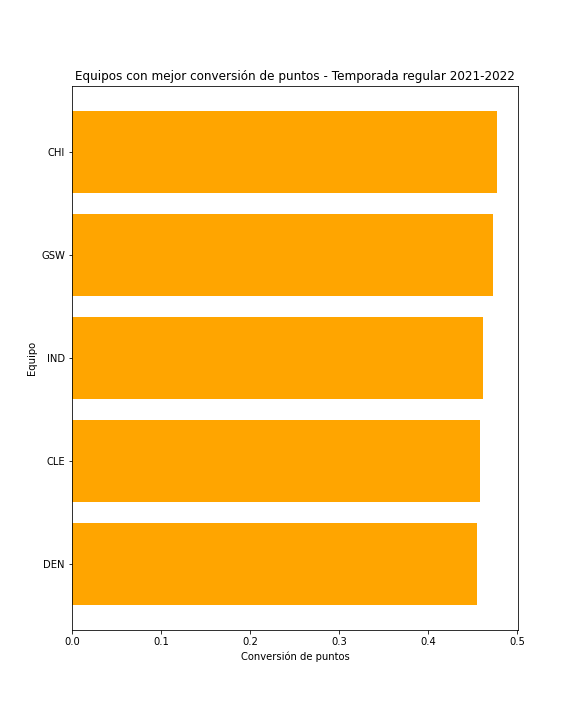 Equipos con mejor conversión de puntos - Temporada regular 2021-2022
CHI
GSW
IND
CLE
DEN
Equipo
0.0 0.1 0.2 0.3 0.4 0.5
Conversión de puntos